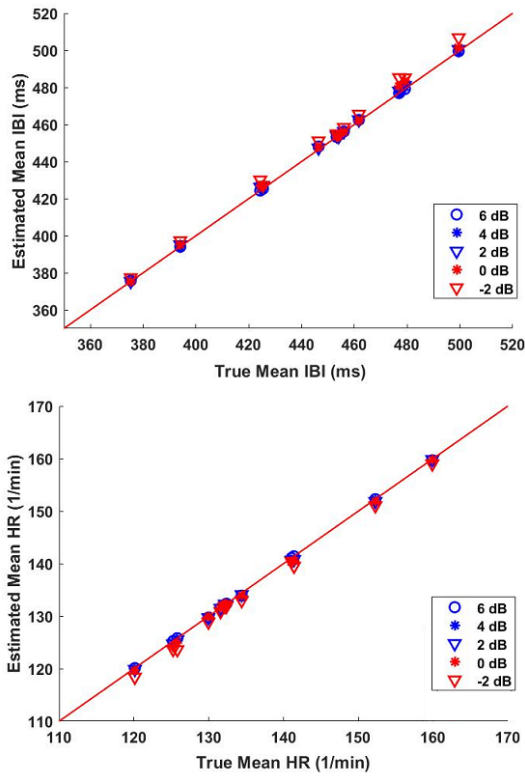 520
500
480
460
440
420
400
380
360
Estimated Mean IBI (ms)
6 dB
4 dB
2 dB
0 dB
-2 dB
360 380 400 420 440 460 480 500 520
True Mean IBI (ms)
170
160
150
140
130
120
110
Estimated Mean HR (1/min)
6 dB
4 dB
2 dB
0 dB
-2 dB
110 120 130 140 150 160 170
True Mean HR (1/min)